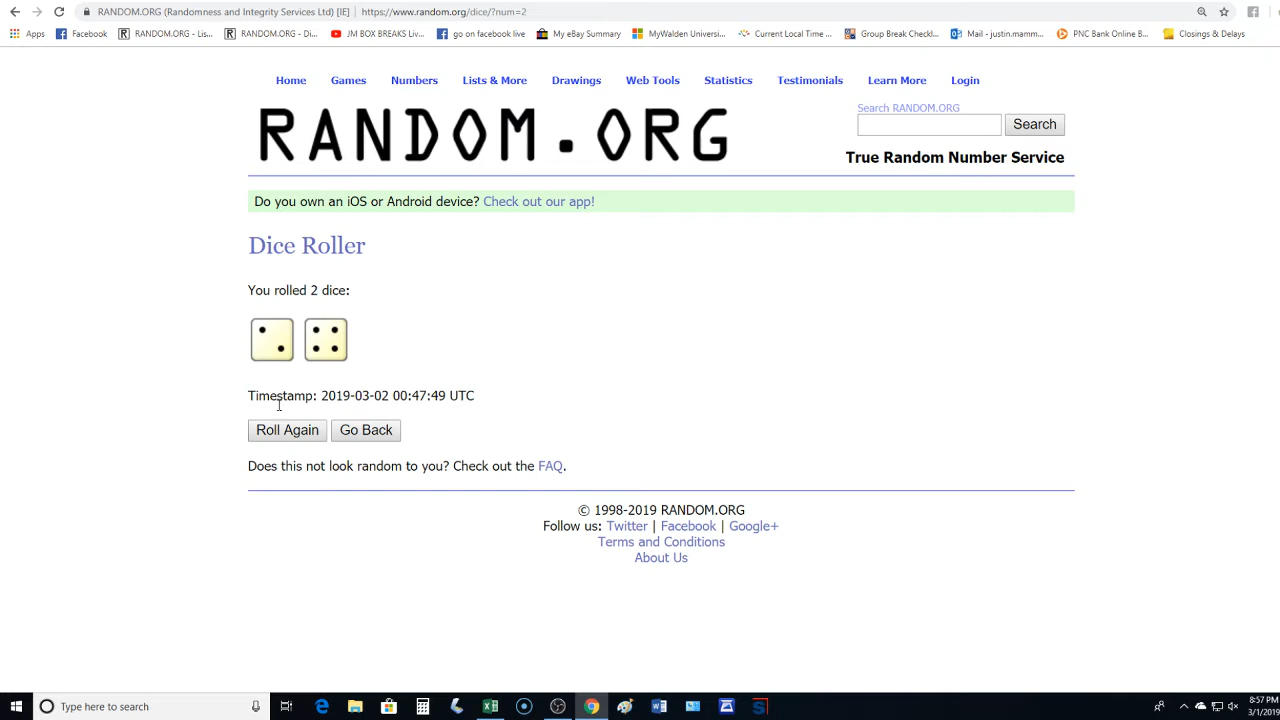 RANDOM.ORG (Randomness and Integrity Services Ltd) [IE] | https://www.random.org/dice/?num=2
Apps Facebook RANDOM.ORG - Lis... RANDOM.ORG - Di... JM BOX BREAKS Liv... go on facebook live My eBay Summary MyWalden Universi... Current Local Time ... Group Break Checkl... Mail - justin.mamm... PNC Bank Online B... Closings & Delays
Home Games Numbers Lists & More Drawings Web Tools Statistics Testimonials Learn More Login
RANDOM.ORG
Search RANDOM.ORG
Search
True Random Number Service
Do you own an iOS or Android device? Check out our app!
Dice Roller
You rolled 2 dice:
Timestamp: 2019-03-02 00:47:49 UTC
Roll Again Go Back
Does this not look random to you? Check out the FAQ.
© 1998-2019 RANDOM.ORG
Follow us: Twitter | Facebook | Google+
Terms and Conditions
About Us
Type here to search
8:57 PM
3/1/2019